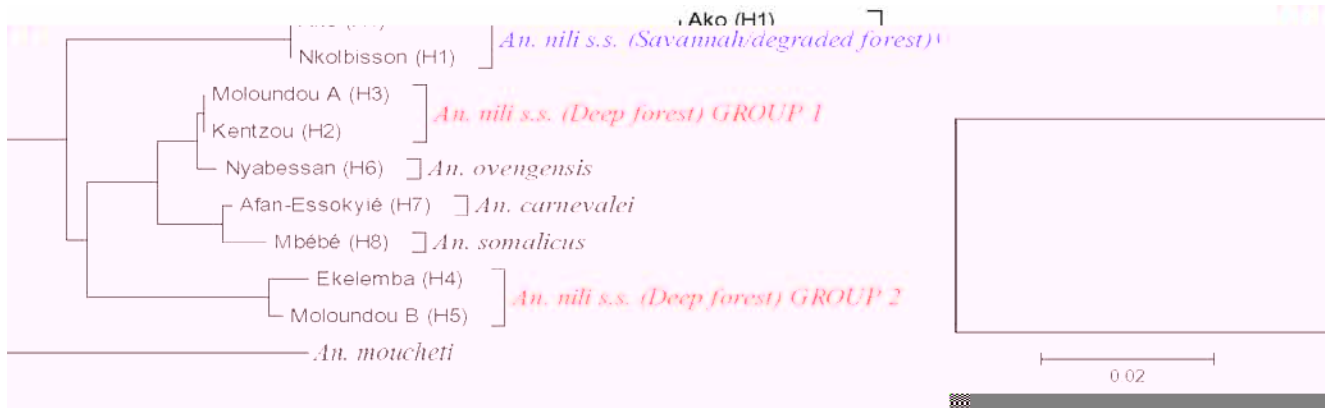 Ako (H1)
An. nili s.s. (Savannah/degraded forest)
Nkolbisson (H1)
Moloundou A (H3)
An. nili s.s. (Deep forest) GROUP 1
Kentzou (H2)
Nyabessan (H6) An. ovengensis
Afan-Essokyié (H7) An. carnevalei
Mbébé (H8) An. somalicus
Ekelemba (H4)
An. nili s.s. (Deep forest) GROUP 2
Moloundou B (H5)
An. moucheti
0.02